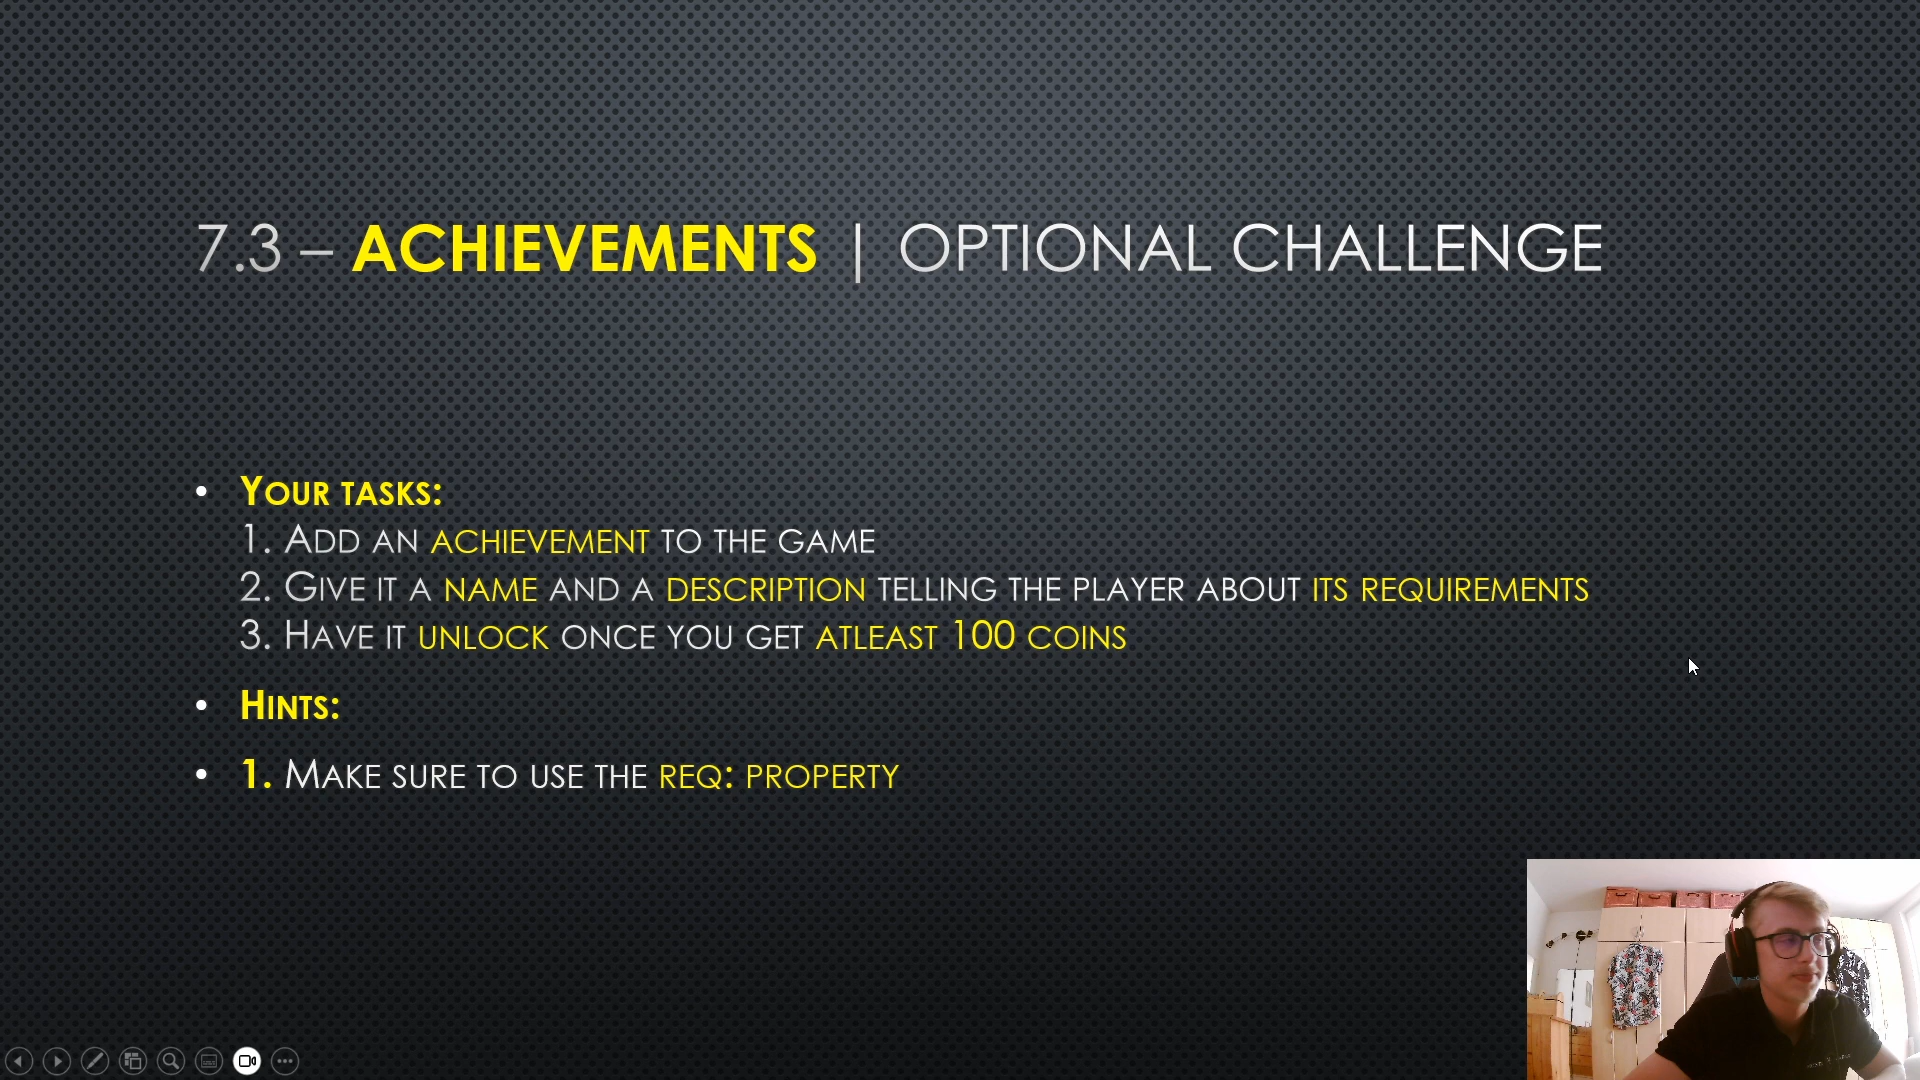 7.3 – ACHIEVEMENTS | OPTIONAL CHALLENGE
• YOUR TASKS:
1. ADD AN ACHIEVEMENT TO THE GAME
2. GIVE IT A NAME AND A DESCRIPTION TELLING THE PLAYER ABOUT ITS REQUIREMENTS
3. HAVE IT UNLOCK ONCE YOU GET ATLEAST 100 COINS
• HINTS:
• 1. MAKE SURE TO USE THE REQ: PROPERTY